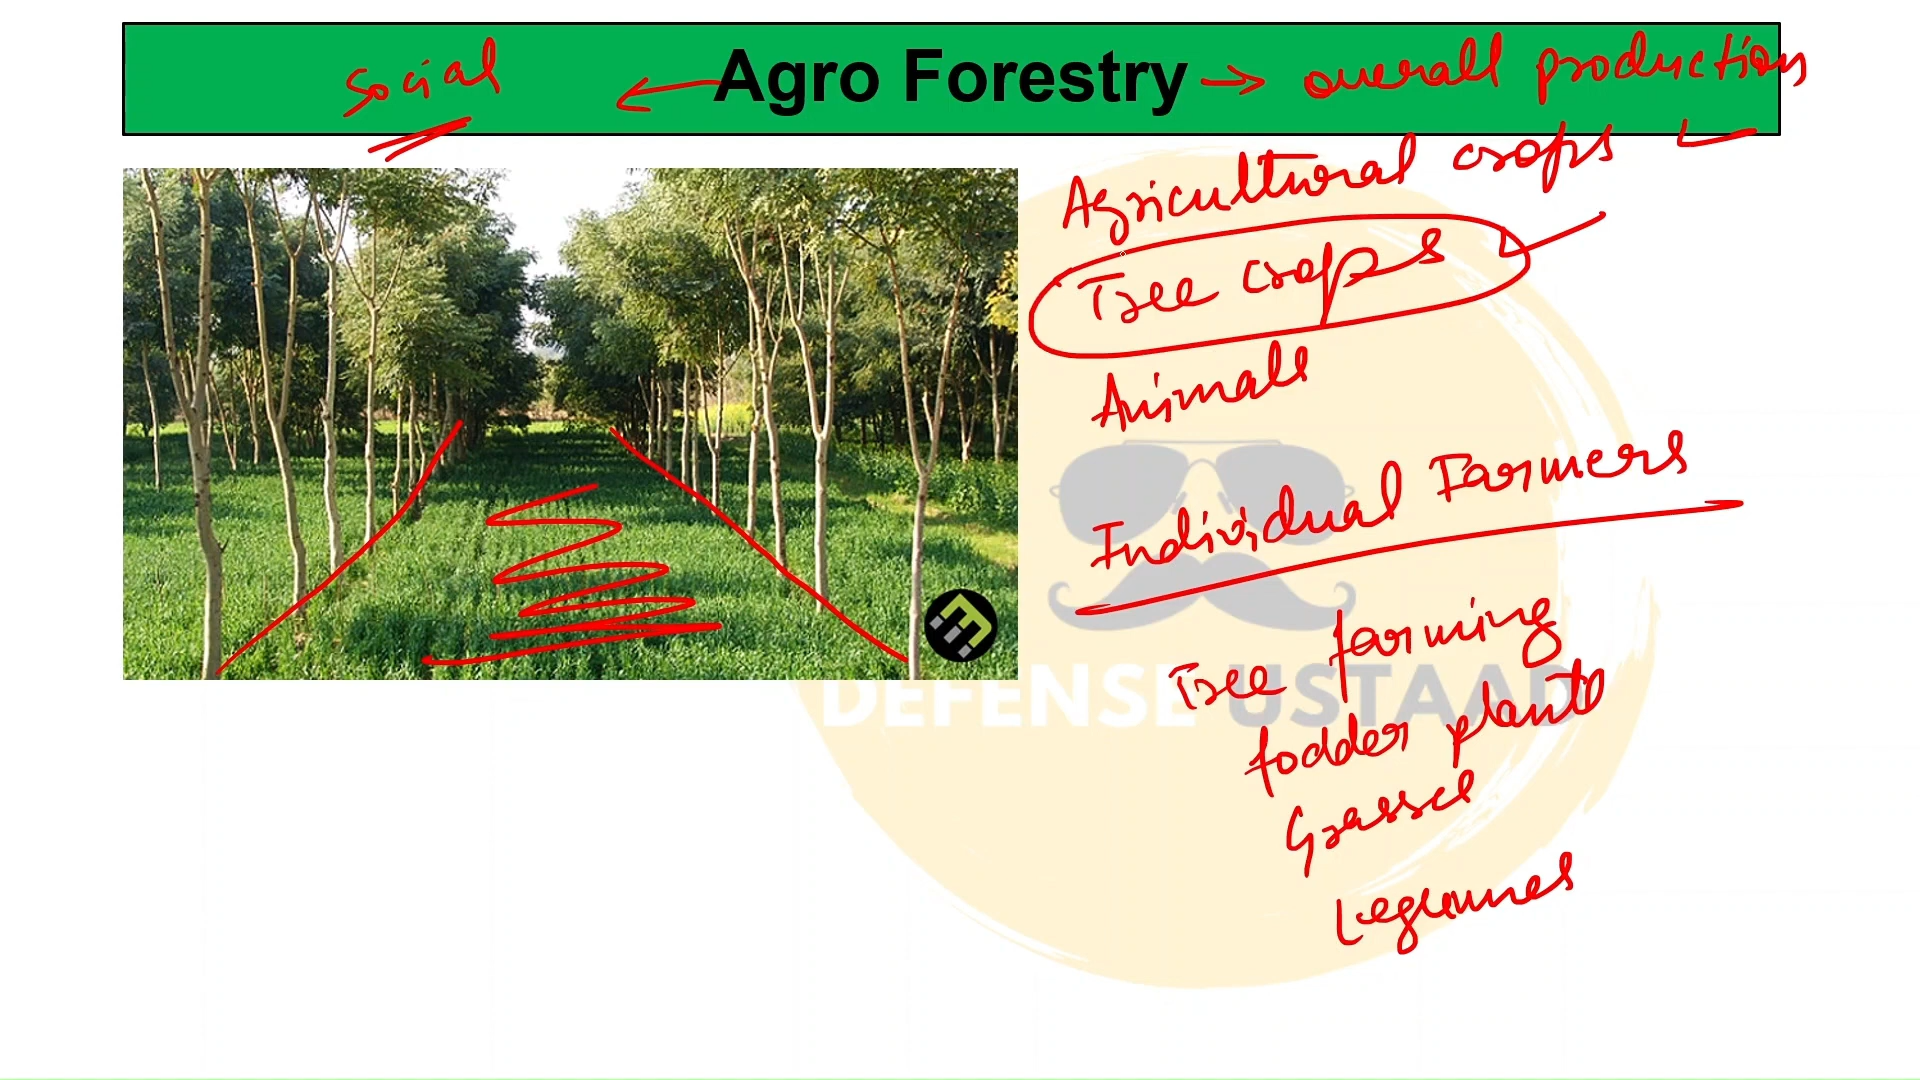 Social ← Agro Forestry → overall production
Agricultural crops
Tree crops
Animals
Individual Farmers
Tree farming
fodder plants
Grasses
Legumes
DEFENSE USTAAD